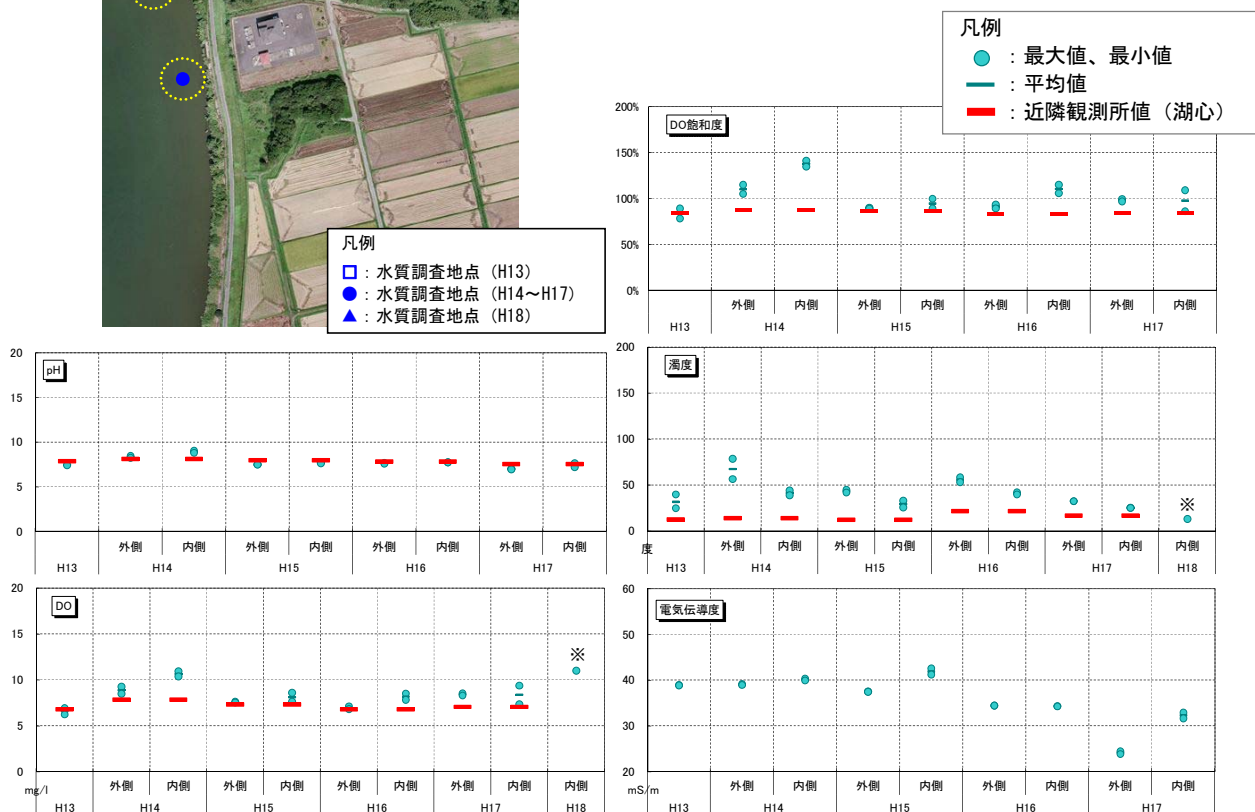 凡例
：最大値、最小値
：平均値
：近隣観測所値（湖心）
凡例
：水質調査地点（H13）
：水質調査地点（H14～H17）
：水質調査地点（H18）
DO飽和度
200%
150%
100%
50%
0%
外側 内側 外側 内側 外側 内側 外側 内側
H13 H14 H15 H16 H17
pH
20
15
10
5
0
外側 内側 外側 内側 外側 内側 外側 内側
H13 H14 H15 H16 H17
濁度
200
150
100
50
0
※
度
外側 内側 外側 内側 外側 内側 外側 内側 内側
H13 H14 H15 H16 H17 H18
DO
20
15
10
5
0
※
mg/l
外側 内側 外側 内側 外側 内側 外側 内側 内側
H13 H14 H15 H16 H17 H18
電気伝導度
60
50
40
30
20
mS/m
外側 内側 外側 内側 外側 内側 外側 内側
H13 H14 H15 H16 H17